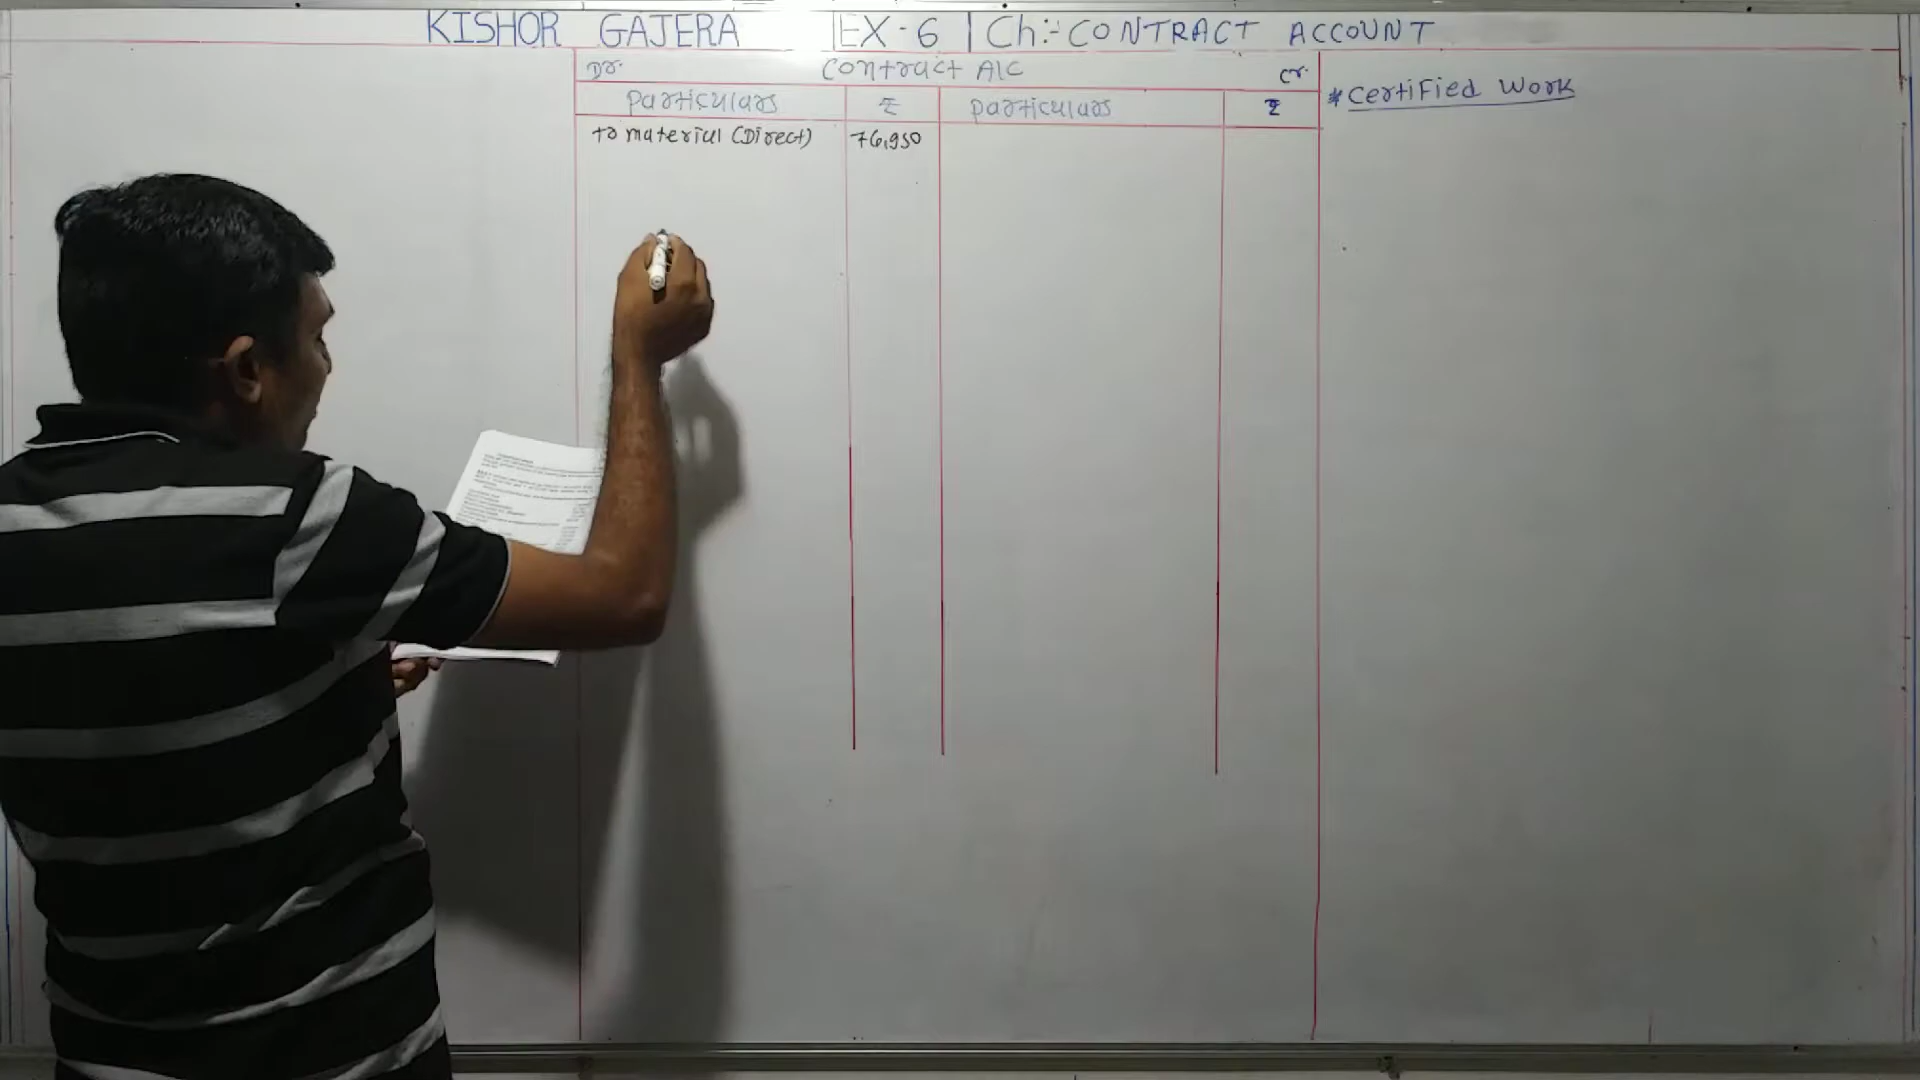 KISHOR GAJERA EX-6 Ch:- CONTRACT ACCOUNT
Dr. Contract A/C Cr.
Particulars ₹ Particulars ₹
To material (Direct) 76,950
* Certified Work